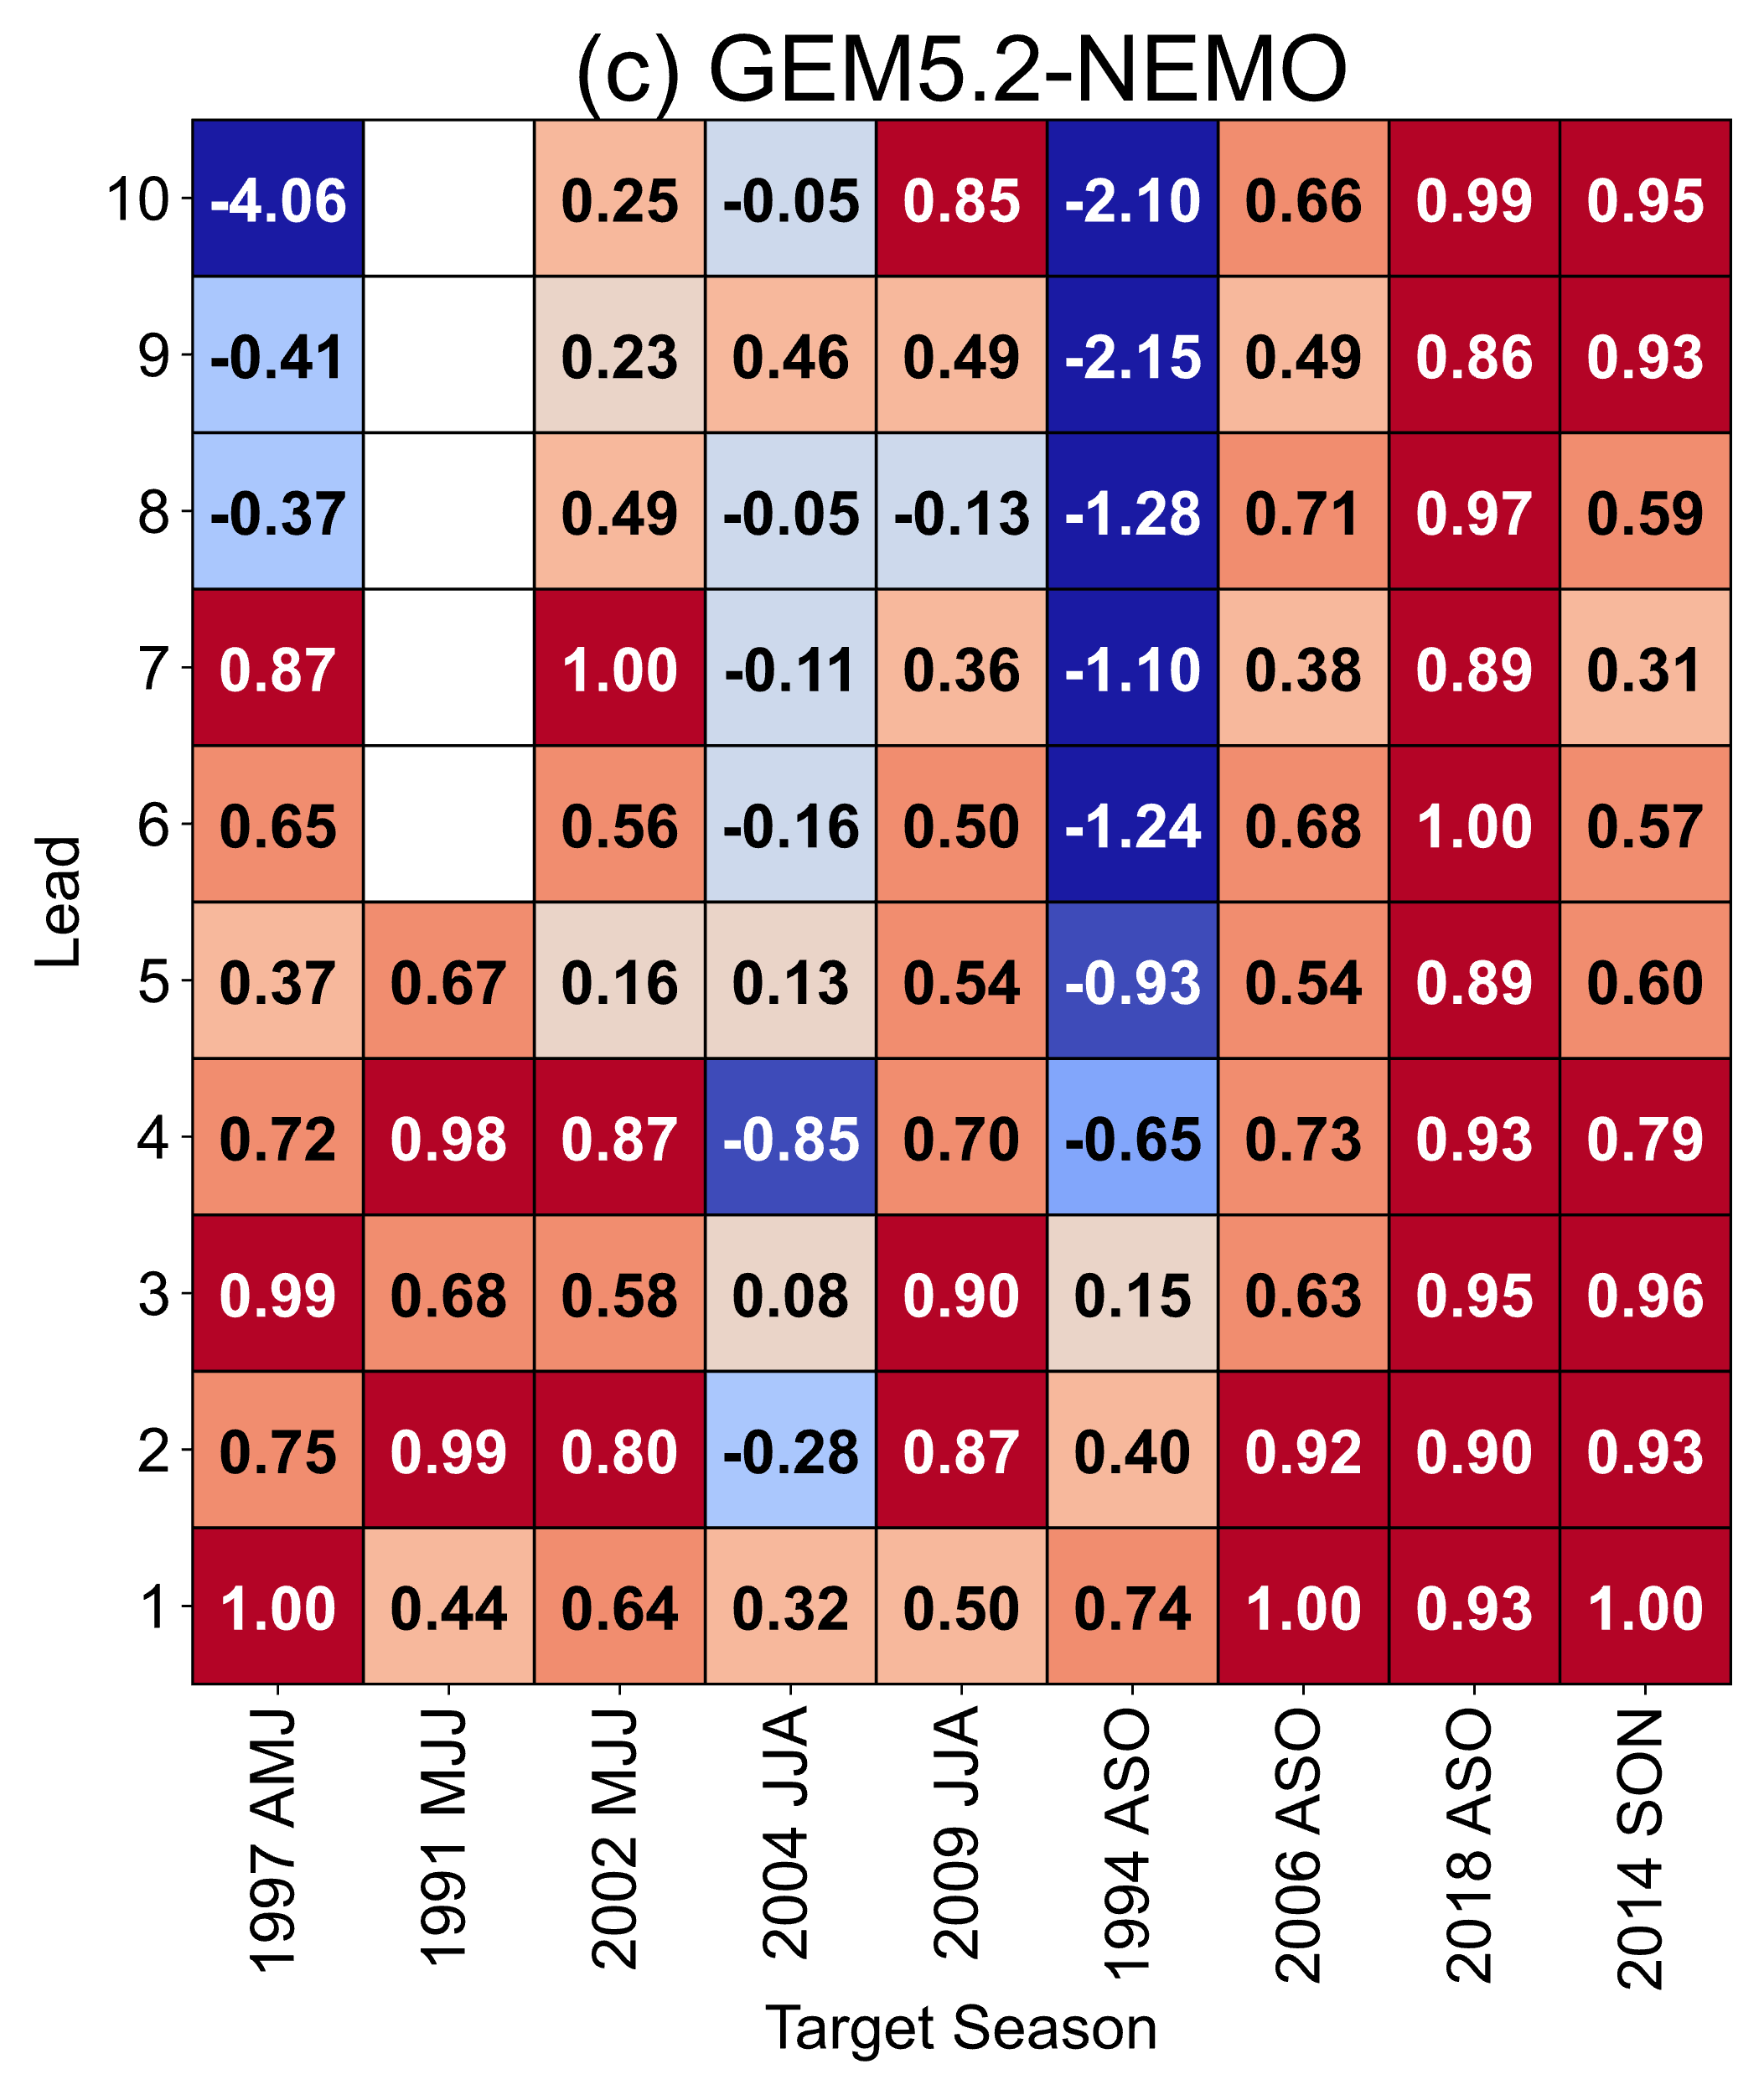 (c) GEM5.2-NEMO
10 -4.06 0.25 -0.05 0.85 -2.10 0.66 0.99 0.95
9 -0.41 0.23 0.46 0.49 -2.15 0.49 0.86 0.93
8 -0.37 0.49 -0.05 -0.13 -1.28 0.71 0.97 0.59
7 0.87 1.00 -0.11 0.36 -1.10 0.38 0.89 0.31
6 0.65 0.56 -0.16 0.50 -1.24 0.68 1.00 0.57
5 0.37 0.67 0.16 0.13 0.54 -0.93 0.54 0.89 0.60
4 0.72 0.98 0.87 -0.85 0.70 -0.65 0.73 0.93 0.79
3 0.99 0.68 0.58 0.08 0.90 0.15 0.63 0.95 0.96
2 0.75 0.99 0.80 -0.28 0.87 0.40 0.92 0.90 0.93
1 1.00 0.44 0.64 0.32 0.50 0.74 1.00 0.93 1.00
Lead
1997 AMJ
1991 MJJ
2002 MJJ
2004 JJA
2009 JJA
1994 ASO
2006 ASO
2018 ASO
2014 SON
Target Season